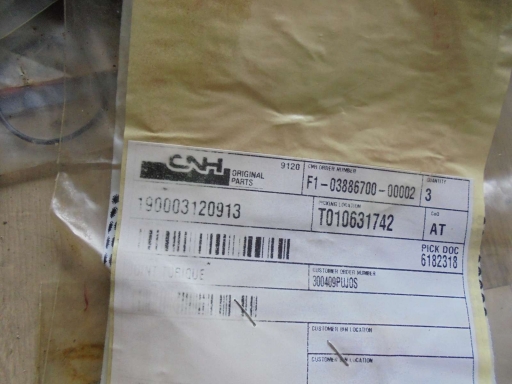 CNH ORIGINAL PARTS
9120
CNH ORDER NUMBER
F1-03886700-00002
QUANTITY
3
190003120913
PICKING LOCATION
T010631742
AT
PICK DOC
6182318
CUSTOMER ORDER NUMBER
300409PUJOS
CUSTOMER BIN LOCATION
CUSTOMER BIN LOCATION